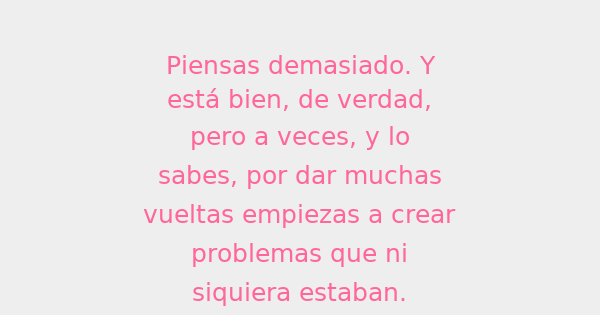 Piensas demasiado. Y
está bien, de verdad,
pero a veces, y lo
sabes, por dar muchas
vueltas empiezas a crear
problemas que ni
siquiera estaban.